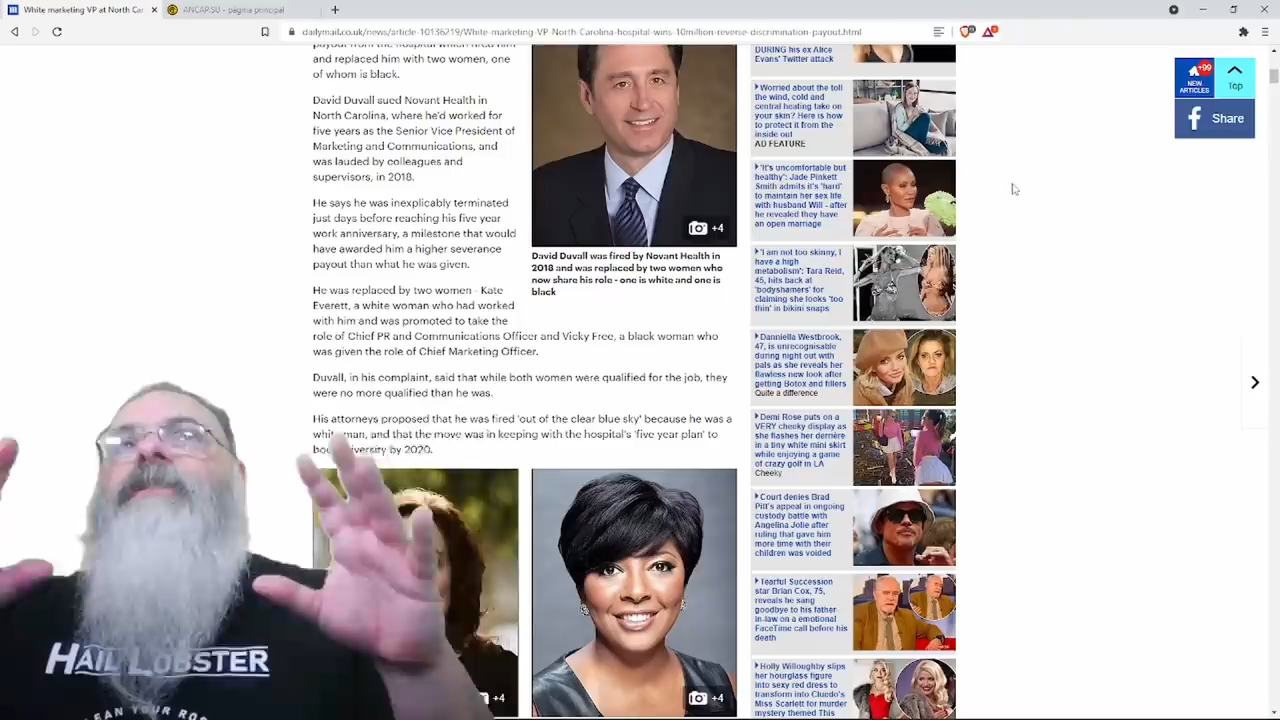 White marketing VP at North Car
ANCAP.SU - página principal
dailymail.co.uk/news/article-10136219/White-marketing-VP-North-Carolina-hospital-wins-10million-reverse-discrimination-payout.html
payout from the hospital which fired him
and replaced him with two women, one
of whom is black.
David Duvall sued Novant Health in
North Carolina, where he'd worked for
five years as the Senior Vice President of
Marketing and Communications, and
was lauded by colleagues and
supervisors, in 2018.
He says he was inexplicably terminated
just days before reaching his five year
work anniversary, a milestone that would
have awarded him a higher severance
payout than what he was given.
He was replaced by two women - Kate
Everett, a white woman who had worked
with him and was promoted to take the
role of Chief PR and Communications Officer and Vicky Free, a black woman who
was given the role of Chief Marketing Officer.
Duvall, in his complaint, said that while both women were qualified for the job, they
were no more qualified than he was.
His attorneys proposed that he was fired 'out of the clear blue sky' because he was a
white man, and that the move was in keeping with the hospital's 'five year plan' to
diversity by 2020.
+4
David Duvall was fired by Novant Health in
2018 and was replaced by two women who
now share his role - one is white and one is
black
+4
+4
DURING his ex Alice
Evans' Twitter attack
Worried about the toll
the wind, cold and
central heating take on
your skin? Here is how
to protect it from the
inside out
AD FEATURE
'It's uncomfortable but
healthy': Jade Pinkett
Smith admits it's 'hard'
to maintain her sex life
with husband Will - after
he revealed they have
an open marriage
'I am not too skinny, I
have a high
metabolism': Tara Reid,
45, hits back at
'bodyshamers' for
claiming she looks 'too
thin' in bikini snaps
Danniella Westbrook,
47, is unrecognisable
during night out with
pals as she reveals her
flawless new look after
getting Botox and fillers
Quite a difference
Demi Rose puts on a
VERY cheeky display as
she flashes her derrière
in a tiny white mini skirt
while enjoying a game
of crazy golf in LA
Cheeky
Court denies Brad
Pitt's appeal in ongoing
custody battle with
Angelina Jolie after
ruling that gave him
more time with their
children was voided
Tearful Succession
star Brian Cox, 75,
reveals he sang
goodbye to his father-
in-law on a emotional
FaceTime call before his
death
Holly Willoughby slips
her hourglass figure
into sexy red dress to
transform into Cluedo's
Miss Scarlett for murder
mystery themed This
+99
NEW
ARTICLES
Top
Share
HAIL
YOUR